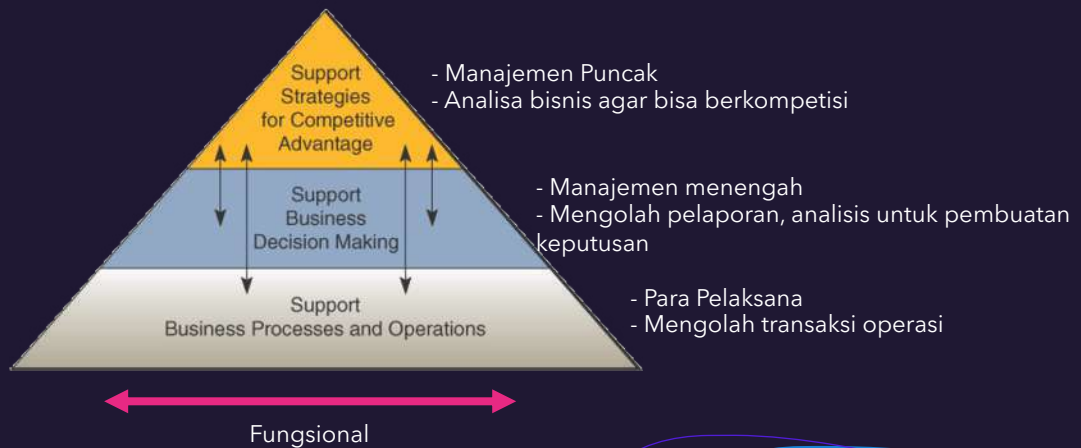 Support
Strategies
for Competitive
Advantage
- Manajemen Puncak
- Analisa bisnis agar bisa berkompetisi
Support
Business
Decision Making
- Manajemen menengah
- Mengolah pelaporan, analisis untuk pembuatan
keputusan
Support
Business Processes and Operations
- Para Pelaksana
- Mengolah transaksi operasi
Fungsional